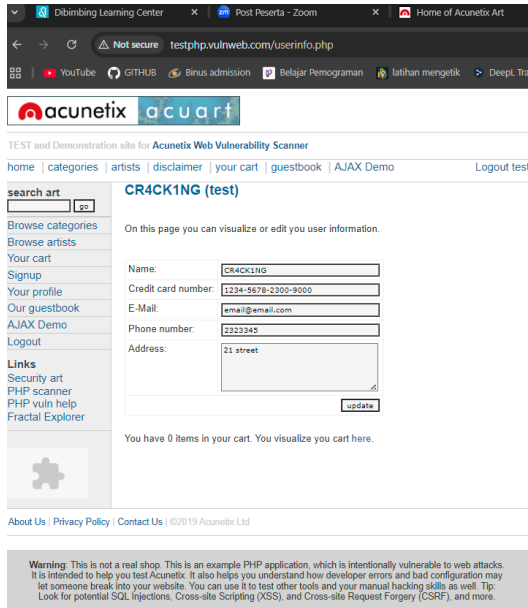 Dibimbing Learning Center
Post Peserta - Zoom
Home of Acunetix Art
Not secure testphp.vulnweb.com/userinfo.php
YouTube GITHUB Binus admission Belajar Pemograman latihan mengetik DeepL Tra
acunetix acuart
TEST and Demonstration site for Acunetix Web Vulnerability Scanner
home | categories | artists | disclaimer | your cart | guestbook | AJAX Demo Logout test
search art
go
Browse categories
Browse artists
Your cart
Signup
Your profile
Our guestbook
AJAX Demo
Logout
Links
Security art
PHP scanner
PHP vuln help
Fractal Explorer
CR4CK1NG (test)
On this page you can visualize or edit you user information.
Name: CR4CK1NG
Credit card number: 1234-5678-2300-9000
E-Mail: email@email.com
Phone number: 2323345
Address: 21 street
update
You have 0 items in your cart. You visualize you cart here.
About Us | Privacy Policy | Contact Us | ©2019 Acunetix Ltd
Warning: This is not a real shop. This is an example PHP application, which is intentionally vulnerable to web attacks.
It is intended to help you test Acunetix. It also helps you understand how developer errors and bad configuration may
let someone break into your website. You can use it to test other tools and your manual hacking skills as well. Tip:
Look for potential SQL Injections, Cross-site Scripting (XSS), and Cross-site Request Forgery (CSRF), and more.